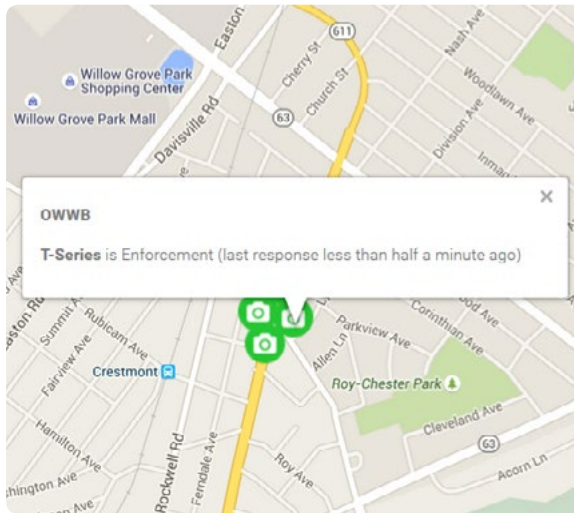 611
Easton
Nash Ave
Willow Grove Park
Shopping Center
Cherry St
Church St
Woodlawn Ave
Willow Grove Park Mall
63
Davisville Rd
Division Ave
Inman
×
OWWB
T-Series is Enforcement (last response less than half a minute ago)
Easton Rd
Summit Ave
Rubicam Ave
Fairview Ave
Parkview Ave
Corinthian Ave
Allen Ln
Crestmont
Roy-Chester Park
Cleveland Ave
Hamilton Ave
63
Rockwell Rd
Ferndale Ave
Roy Ave
Acorn Ln
shington Ave